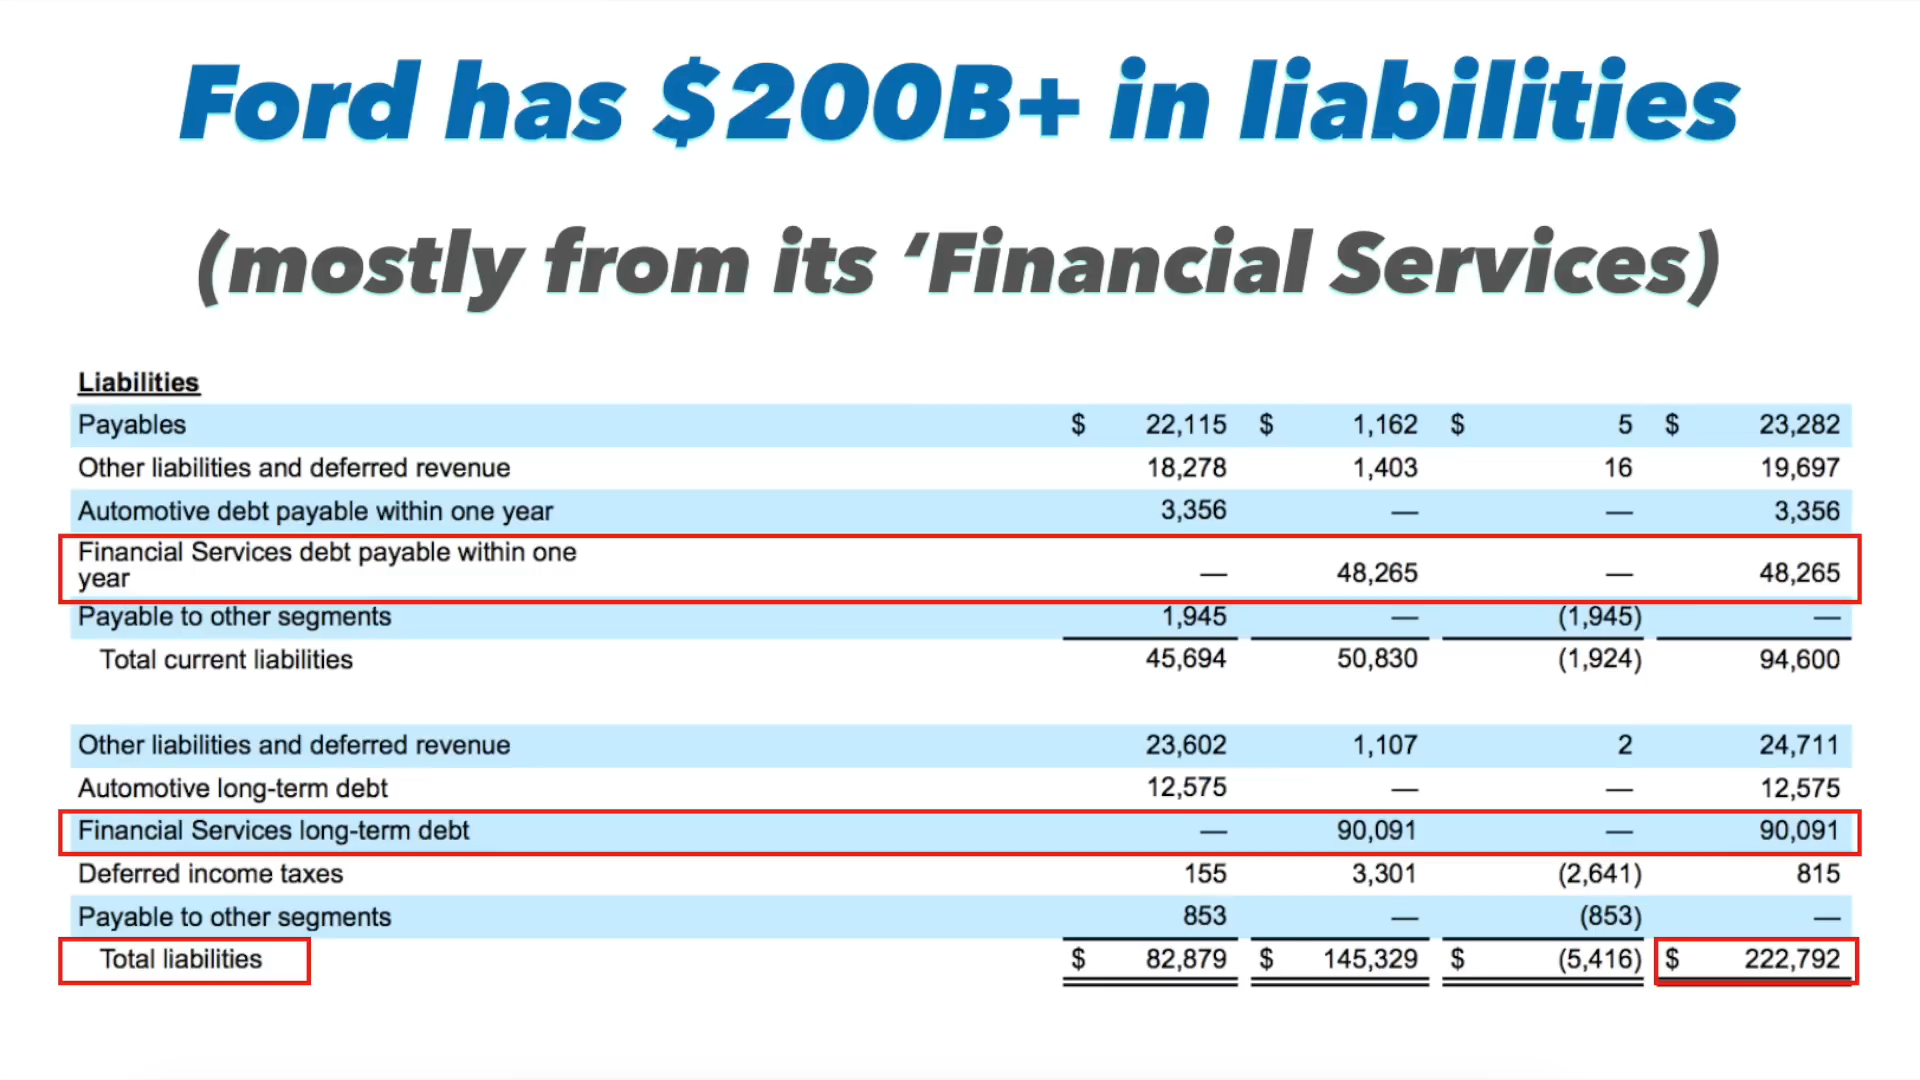 Ford has $200B+ in liabilities
(mostly from its ‘Financial Services)
Liabilities
Payables $ 22,115 $ 1,162 $ 5 $ 23,282
Other liabilities and deferred revenue 18,278 1,403 16 19,697
Automotive debt payable within one year 3,356 — — 3,356
Financial Services debt payable within one
year — 48,265 — 48,265
Payable to other segments 1,945 — (1,945) —
Total current liabilities 45,694 50,830 (1,924) 94,600
Other liabilities and deferred revenue 23,602 1,107 2 24,711
Automotive long-term debt 12,575 — — 12,575
Financial Services long-term debt — 90,091 — 90,091
Deferred income taxes 155 3,301 (2,641) 815
Payable to other segments 853 — (853) —
Total liabilities $ 82,879 $ 145,329 $ (5,416) $ 222,792